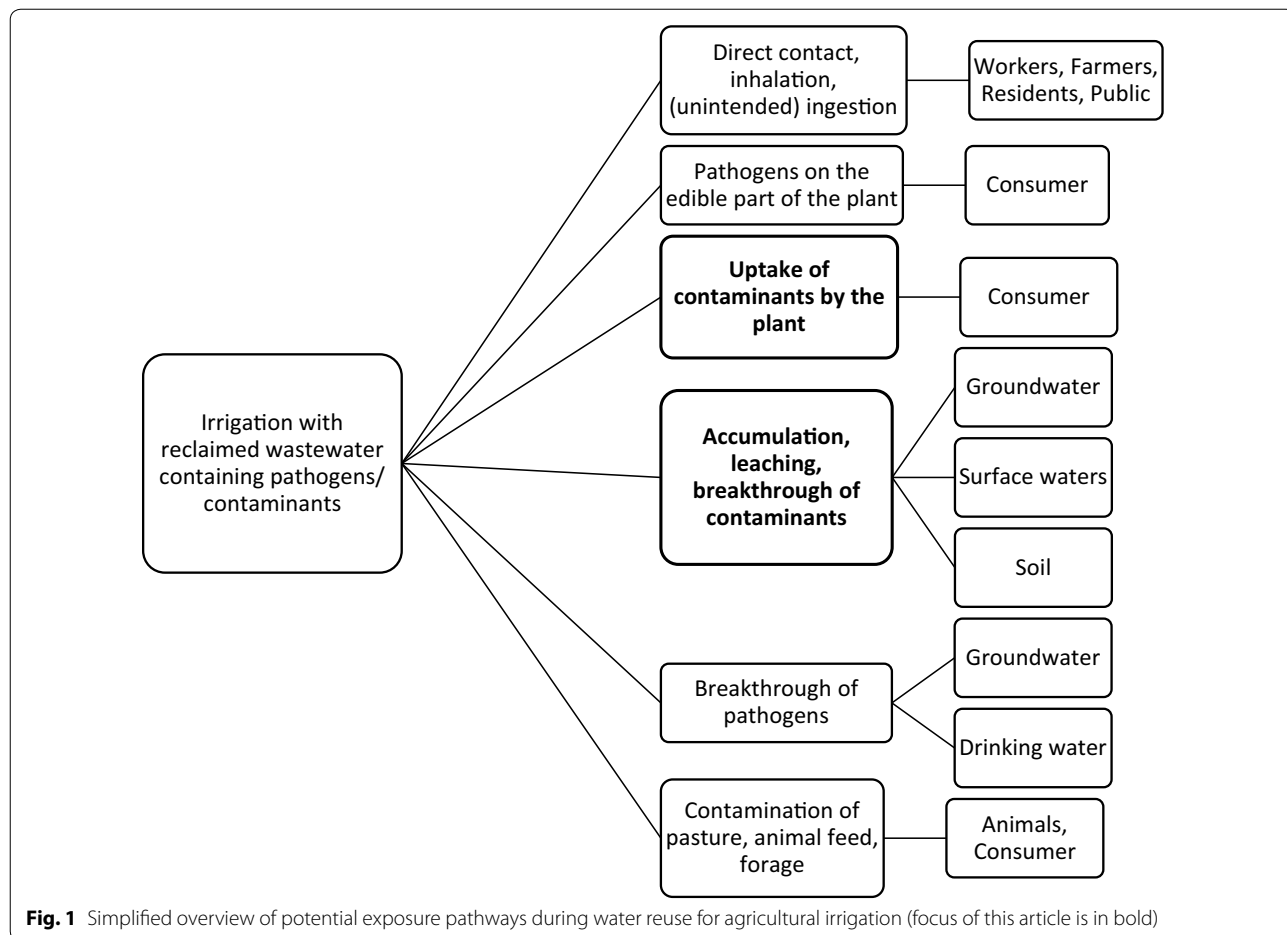 Irrigation with
reclaimed wastewater
containing pathogens/
contaminants
Direct contact,
inhalation,
(unintended) ingestion
Workers, Farmers,
Residents, Public
Pathogens on the
edible part of the plant
Consumer
Uptake of
contaminants by the
plant
Consumer
Accumulation,
leaching,
breakthrough of
contaminants
Groundwater
Surface waters
Soil
Breakthrough of
pathogens
Groundwater
Drinking water
Contamination of
pasture, animal feed,
forage
Animals,
Consumer
Fig. 1 Simplified overview of potential exposure pathways during water reuse for agricultural irrigation (focus of this article is in bold)